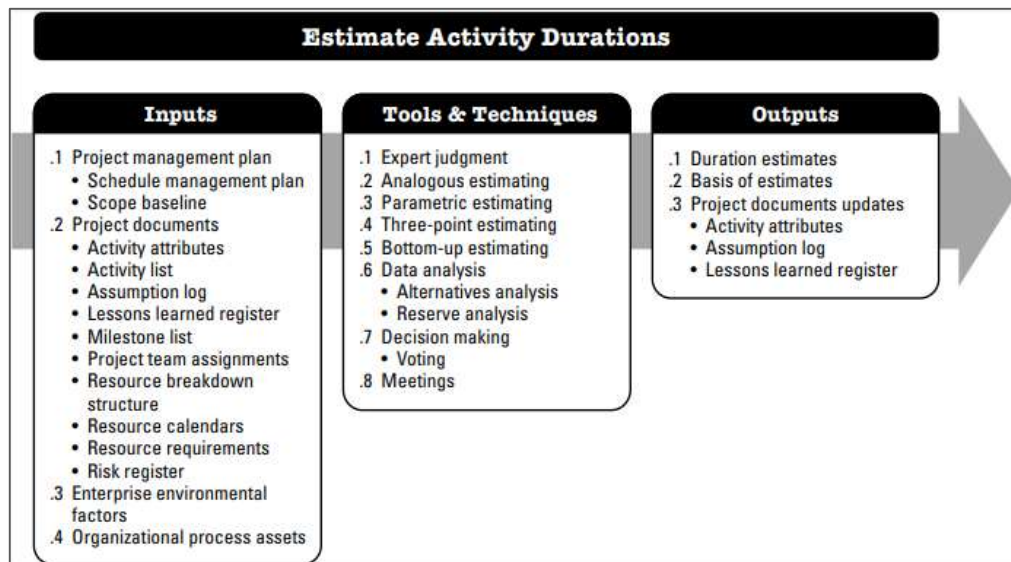 Estimate Activity Durations
Inputs
.1 Project management plan
• Schedule management plan
• Scope baseline
.2 Project documents
• Activity attributes
• Activity list
• Assumption log
• Lessons learned register
• Milestone list
• Project team assignments
• Resource breakdown
structure
• Resource calendars
• Resource requirements
• Risk register
.3 Enterprise environmental
factors
.4 Organizational process assets
Tools & Techniques
.1 Expert judgment
.2 Analogous estimating
.3 Parametric estimating
.4 Three-point estimating
.5 Bottom-up estimating
.6 Data analysis
• Alternatives analysis
• Reserve analysis
.7 Decision making
• Voting
.8 Meetings
Outputs
.1 Duration estimates
.2 Basis of estimates
.3 Project documents updates
• Activity attributes
• Assumption log
• Lessons learned register